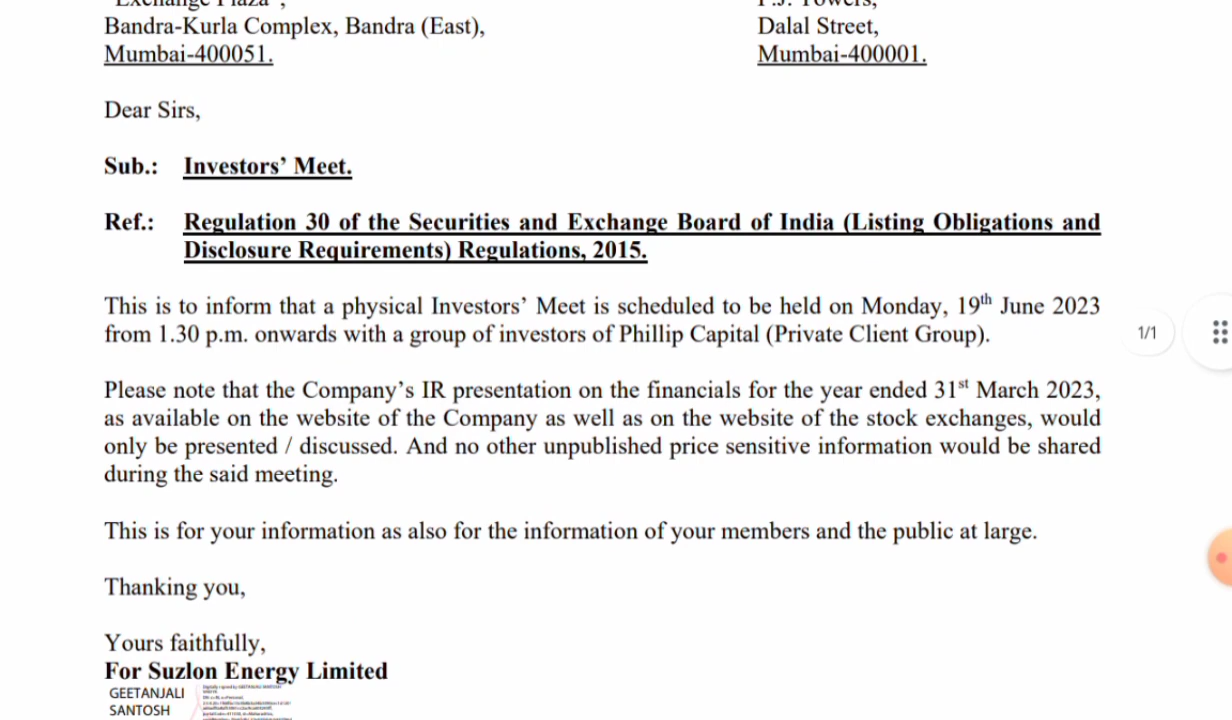 Bandra-Kurla Complex, Bandra (East),
Mumbai-400051.
Dalal Street,
Mumbai-400001.
Dear Sirs,
Sub.: Investors’ Meet.
Ref.: Regulation 30 of the Securities and Exchange Board of India (Listing Obligations and
Disclosure Requirements) Regulations, 2015.
This is to inform that a physical Investors’ Meet is scheduled to be held on Monday, 19th June 2023
from 1.30 p.m. onwards with a group of investors of Phillip Capital (Private Client Group).
1/1
Please note that the Company’s IR presentation on the financials for the year ended 31st March 2023,
as available on the website of the Company as well as on the website of the stock exchanges, would
only be presented / discussed. And no other unpublished price sensitive information would be shared
during the said meeting.
This is for your information as also for the information of your members and the public at large.
Thanking you,
Yours faithfully,
For Suzlon Energy Limited
GEETANJALI
SANTOSH